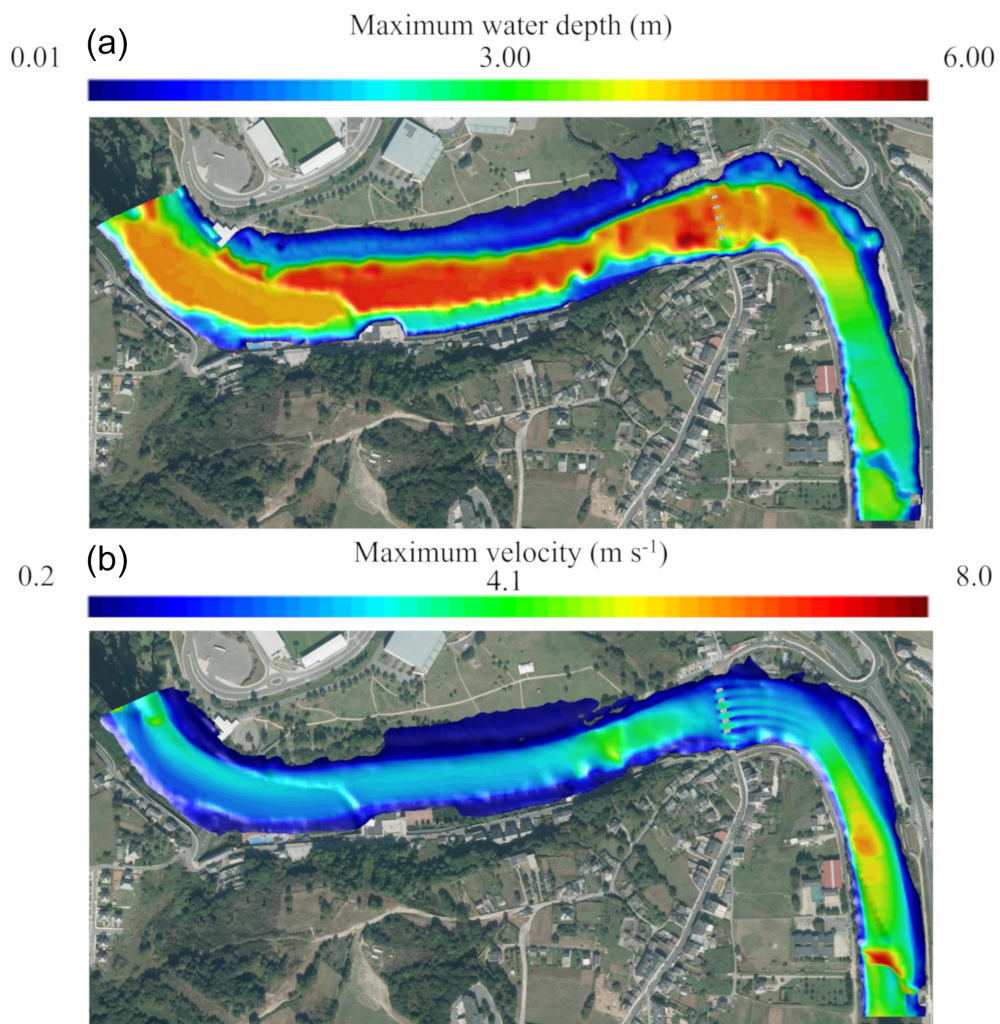 (a)
Maximum water depth (m)
0.01 3.00 6.00
(b)
Maximum velocity (m s⁻¹)
0.2 4.1 8.0